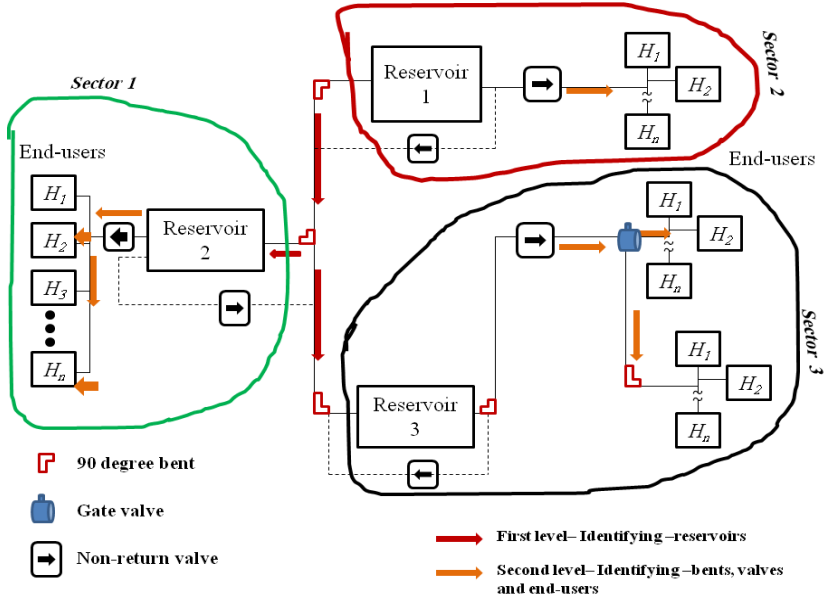 Sector 1
End-users
H1
H2
H3
Hn
Reservoir
2
Reservoir
1
H1
H2
Hn
Sector 2
End-users
H1
H2
Hn
H1
H2
Hn
Sector 3
Reservoir
3
90 degree bent
Gate valve
Non-return valve
First level– Identifying –reservoirs
Second level– Identifying –bents, valves
and end-users